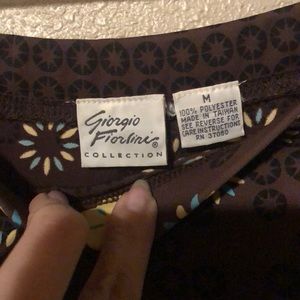 Giorgio
Fiorlini®
COLLECTION
M
100% POLYESTER
MADE IN TAIWAN
SEE REVERSE FOR
CARE INSTRUCTIONS
RN 37080